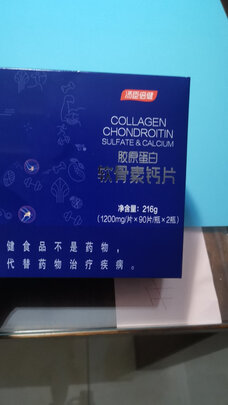 汤臣倍健
COLLAGEN
CHONDROITIN
SULFATE & CALCIUM
胶原蛋白
软骨素钙片
净含量：216g
(1200mg/片×90片/瓶×2瓶)
健食品不是药物，
代替药物治疗疾病。